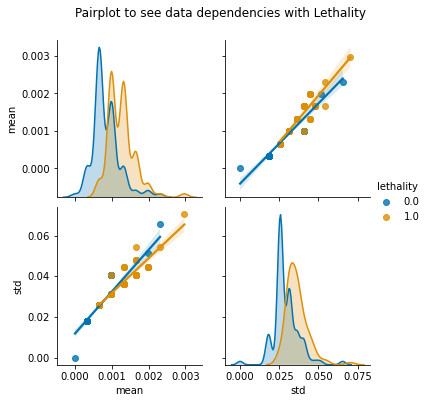 Pairplot to see data dependencies with Lethality
0.003
0.002
0.001
0.000
mean
lethality
0.0
1.0
0.06
0.04
0.02
0.00
std
0.000 0.001 0.002 0.003
mean
0.000 0.025 0.050 0.075
std